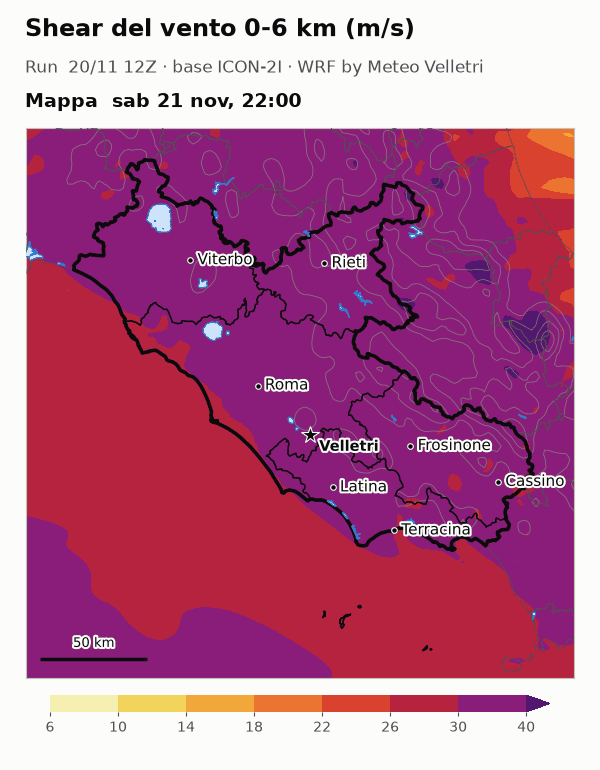 Shear del vento 0-6 km (m/s)
Run  20/11 12Z · base ICON-2I · WRF by Meteo Velletri
Mappa  sab 21 nov, 22:00
Viterbo
Rieti
Roma
Velletri
Frosinone
Cassino
Latina
Terracina
50 km
6 10 14 18 22 26 30 40